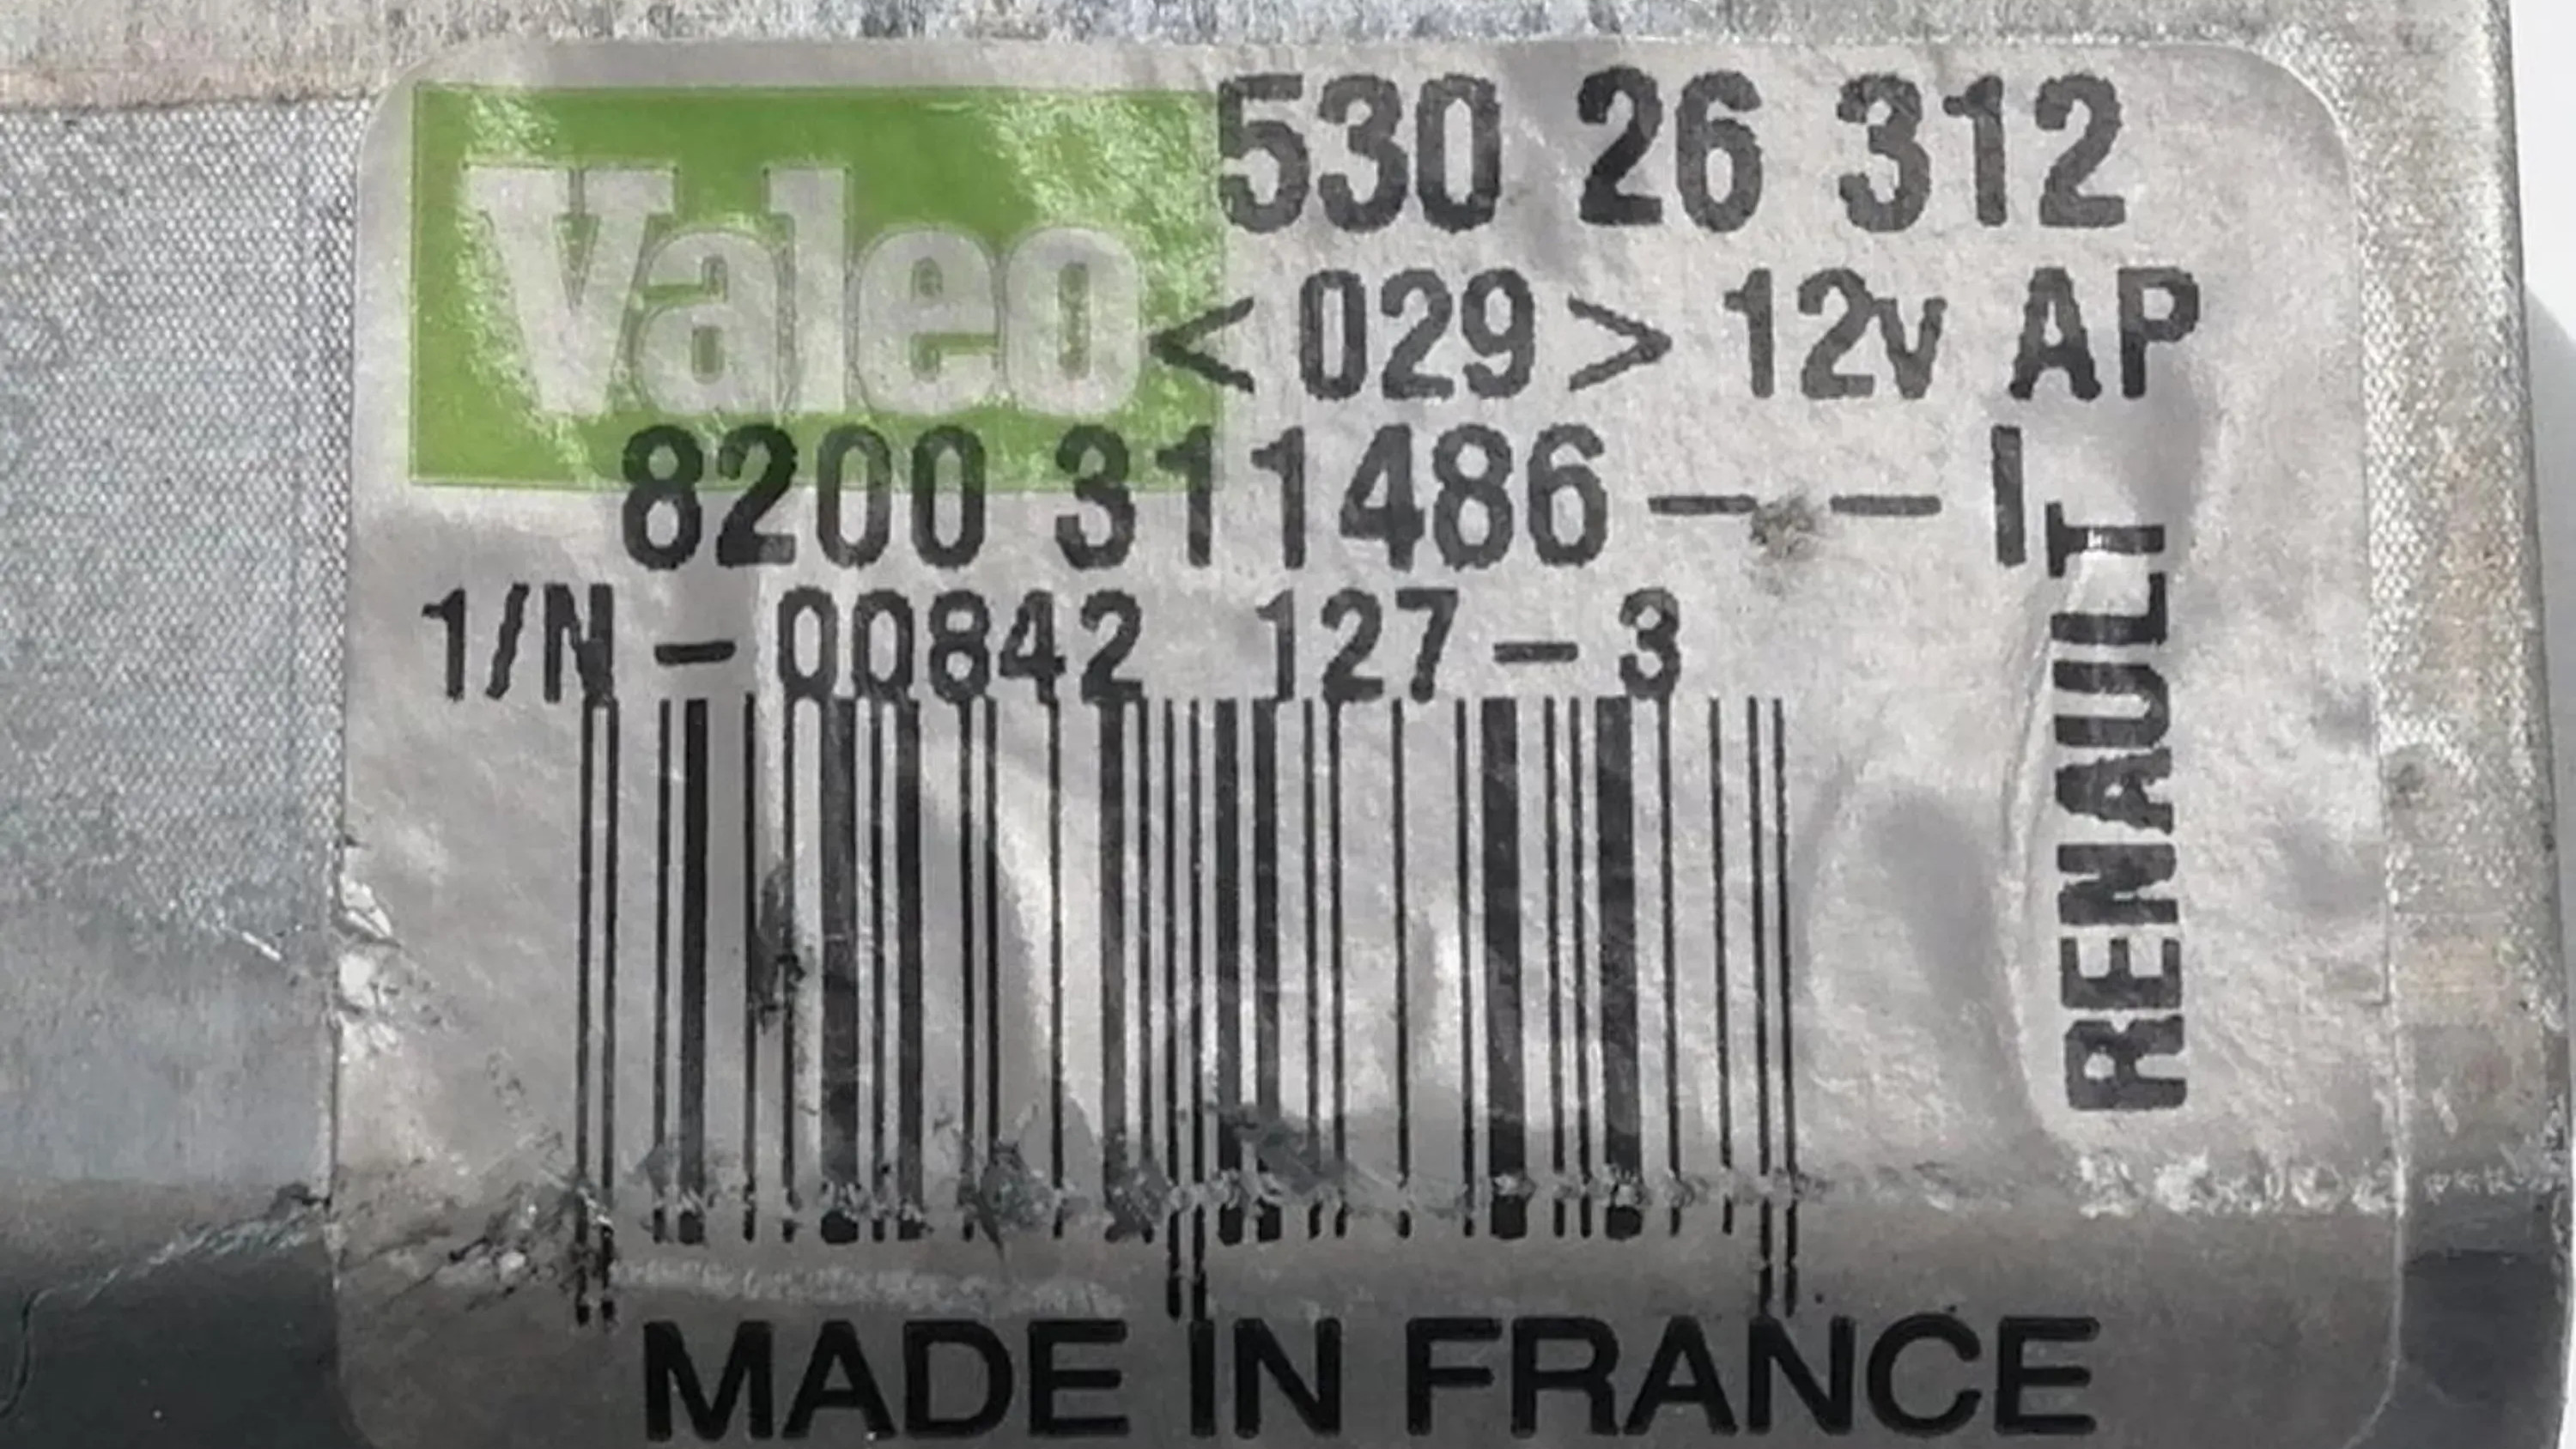 Valeo
530 26 312
<029> 12v AP
8200 311486 -- I
1/N - 00842 127 - 3
RENAULT
MADE IN FRANCE